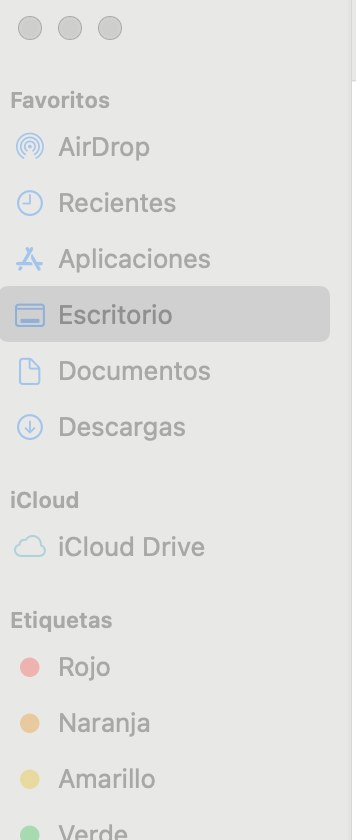 Favoritos
AirDrop
Recientes
Aplicaciones
Escritorio
Documentos
Descargas
iCloud
iCloud Drive
Etiquetas
Rojo
Naranja
Amarillo
Verde